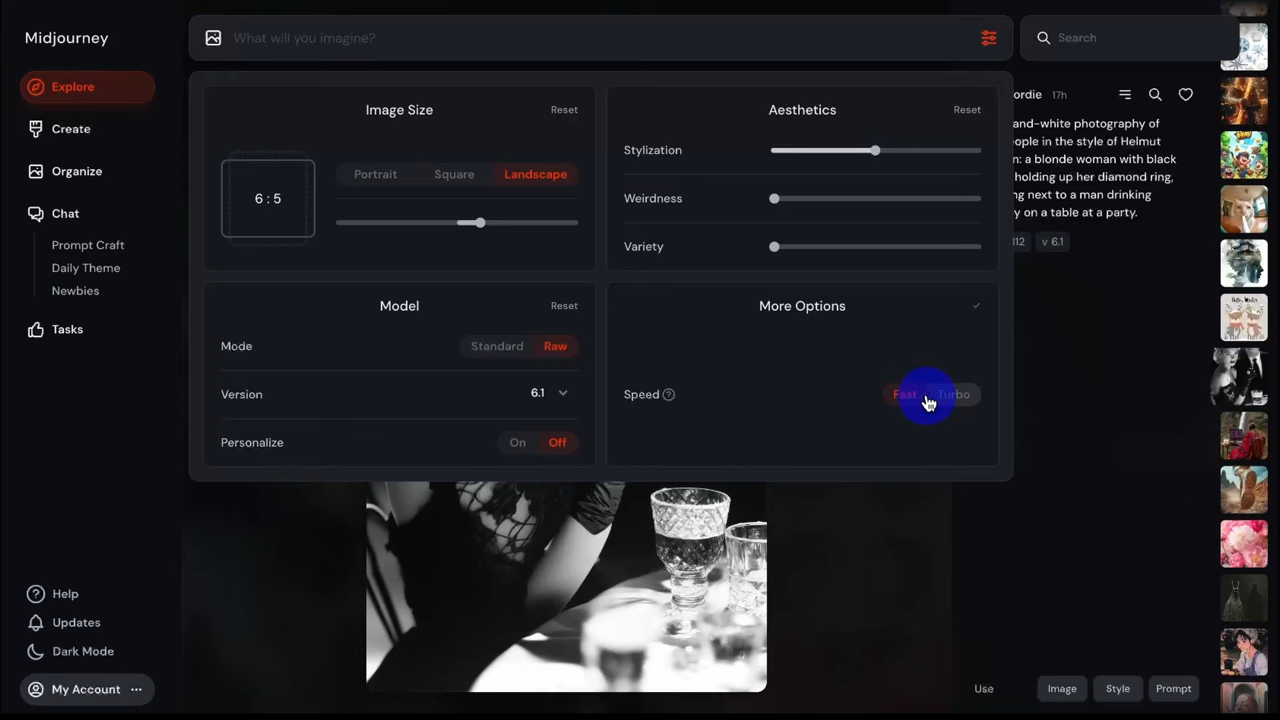 Midjourney
What will you imagine?
Search
Explore
Create
Organize
Chat
Prompt Craft
Daily Theme
Newbies
Tasks
Image Size
Reset
6 : 5
Portrait
Square
Landscape
Aesthetics
Reset
Stylization
Weirdness
Variety
Model
Reset
Mode
Standard
Raw
Version
6.1
Personalize
On
Off
More Options
Speed
Fast
Turbo
ordie 17h
and-white photography of
eople in the style of Helmut
n: a blonde woman with black
holding up her diamond ring,
ng next to a man drinking
y on a table at a party.
112
v 6.1
Help
Updates
Dark Mode
My Account
Use
Image
Style
Prompt